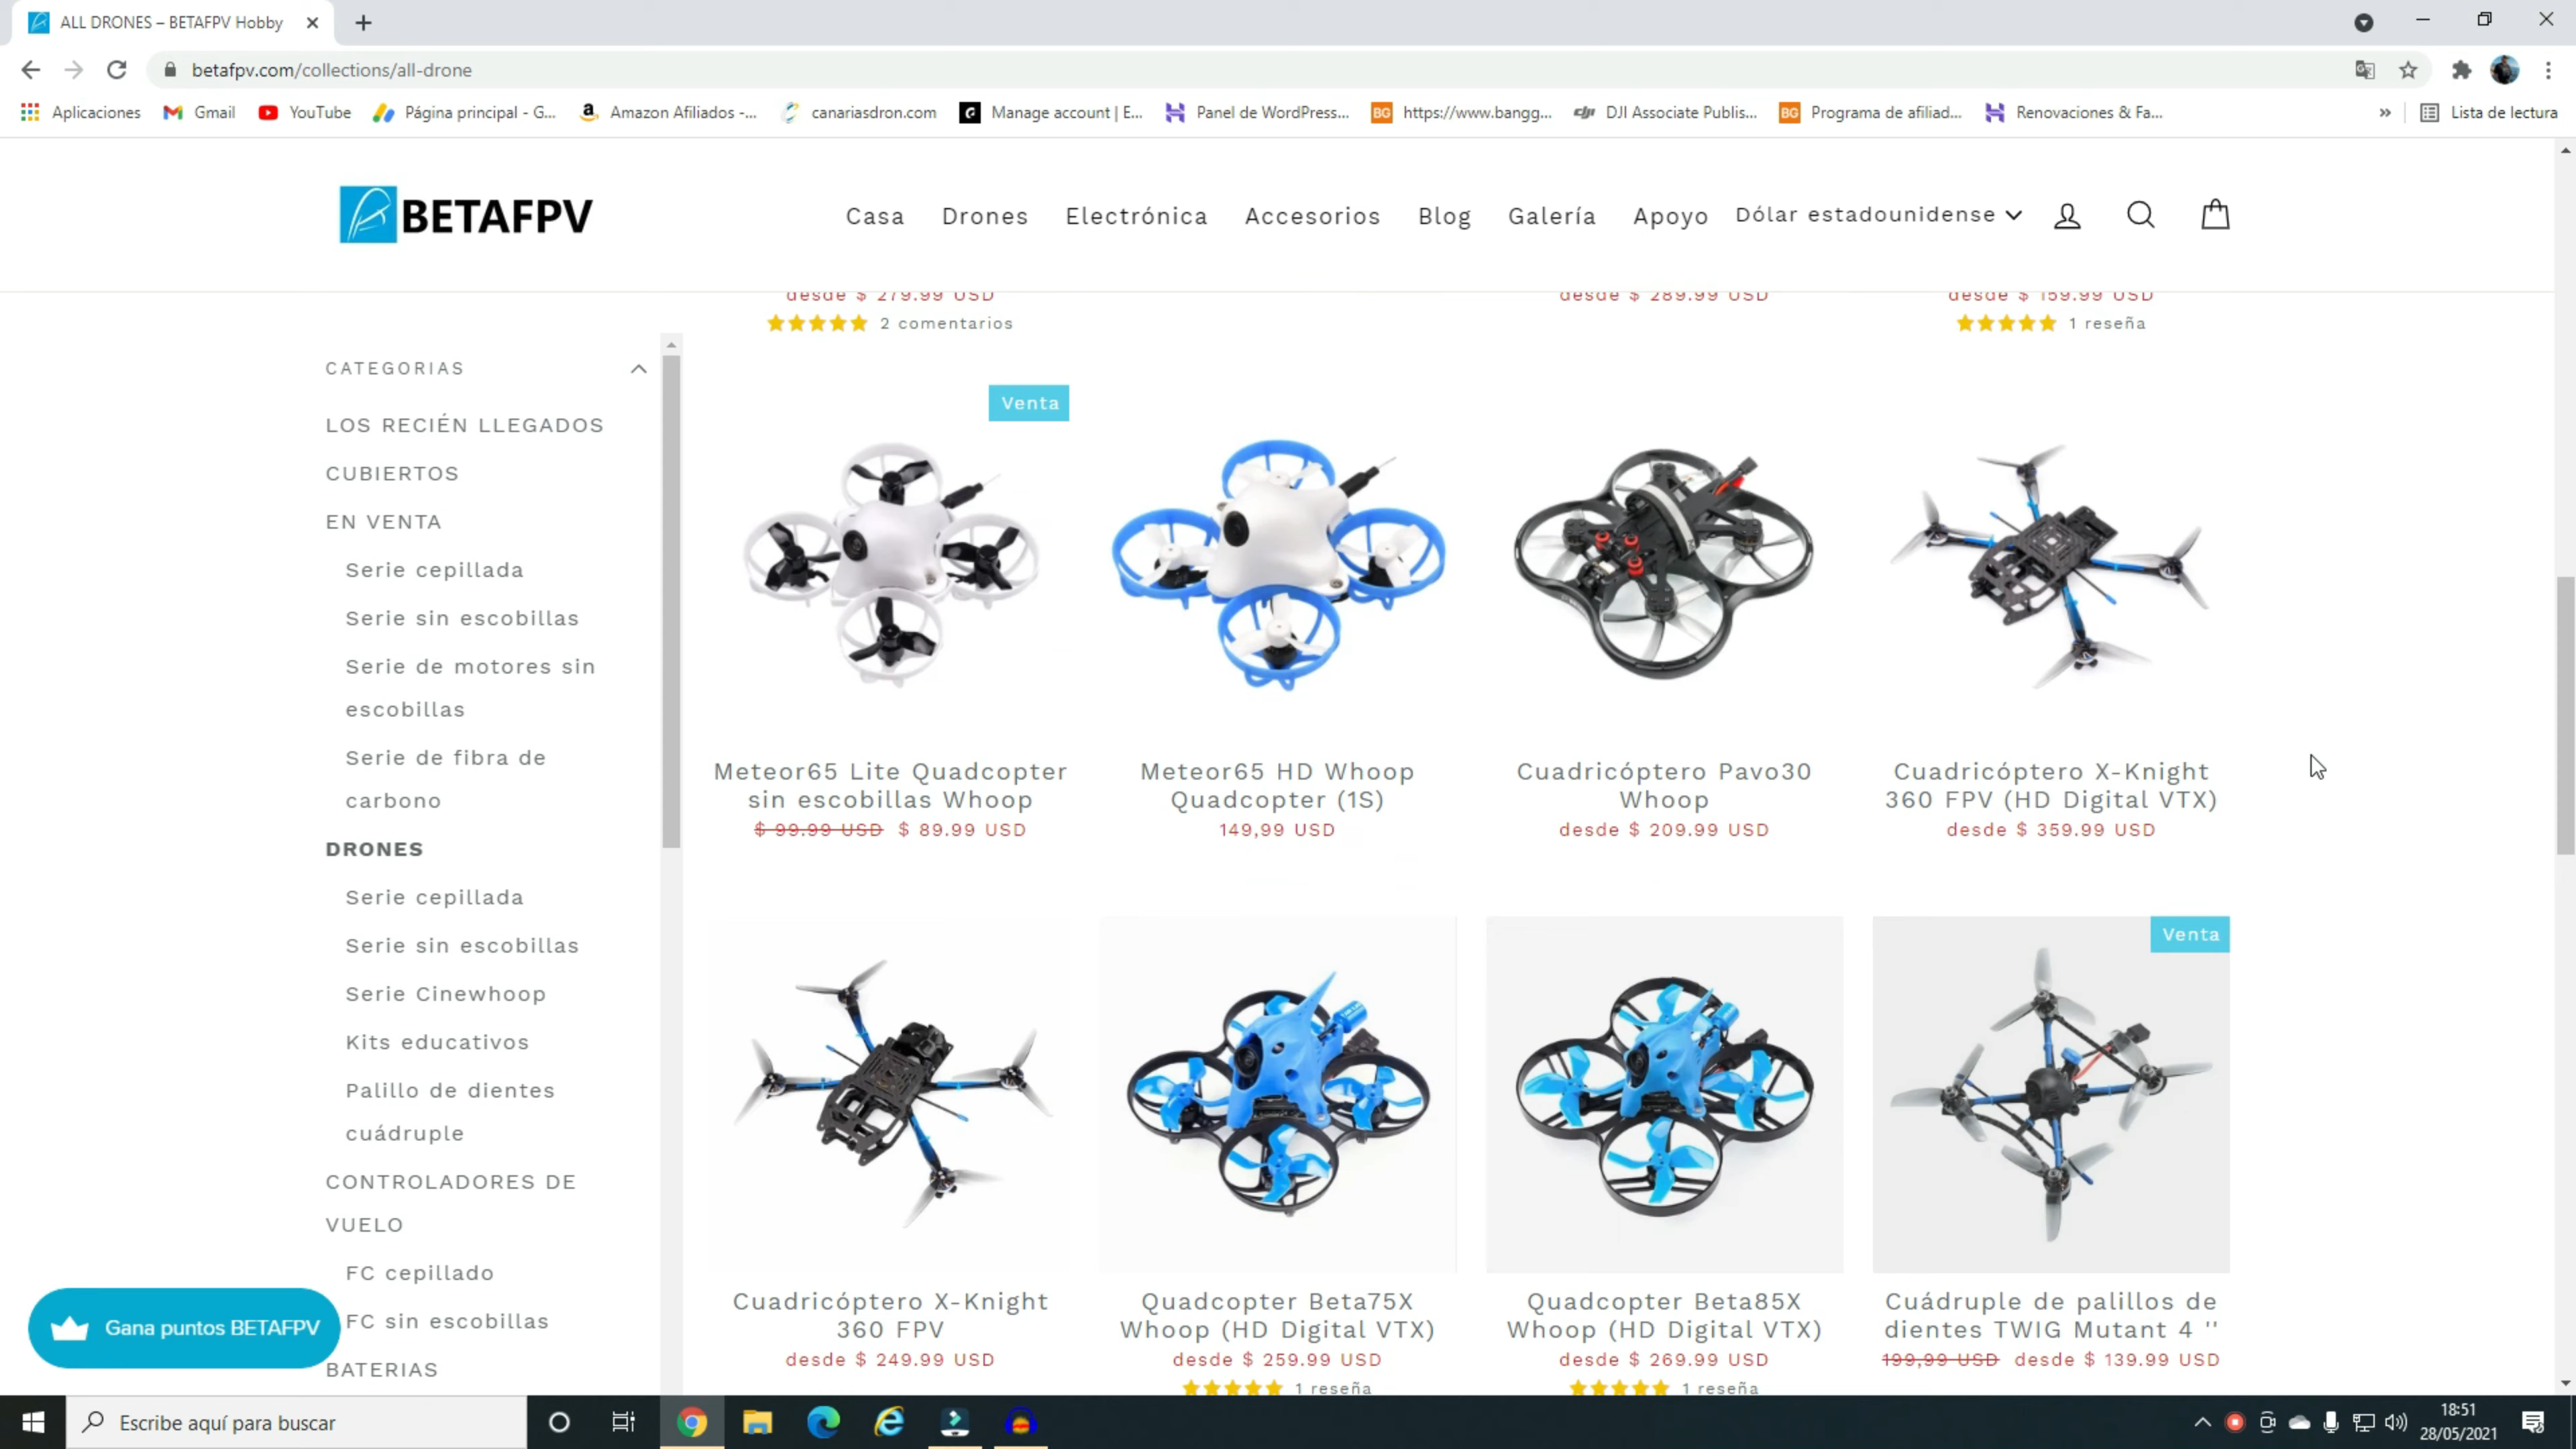 ALL DRONES – BETAFPV Hobby
betafpv.com/collections/all-drone
Aplicaciones
Gmail
YouTube
Página principal - G...
Amazon Afiliados -...
canariasdron.com
Manage account | E...
Panel de WordPress...
BG
https://www.bangg...
DJI Associate Publis...
BG
Programa de afiliad...
Renovaciones & Fa...
»
Lista de lectura
BETAFPV
Casa
Drones
Electrónica
Accesorios
Blog
Galería
Apoyo
Dólar estadounidense
desde $ 279.99 USD
desde $ 289.99 USD
desde $ 159.99 USD
2 comentarios
1 reseña
CATEGORIAS
LOS RECIÉN LLEGADOS
CUBIERTOS
EN VENTA
Serie cepillada
Serie sin escobillas
Serie de motores sin
escobillas
Serie de fibra de
carbono
DRONES
Serie cepillada
Serie sin escobillas
Serie Cinewhoop
Kits educativos
Palillo de dientes
cuádruple
CONTROLADORES DE
VUELO
FC cepillado
FC sin escobillas
BATERIAS
Gana puntos BETAFPV
Venta
Meteor65 Lite Quadcopter
sin escobillas Whoop
$ 99.99 USD $ 89.99 USD
Meteor65 HD Whoop
Quadcopter (1S)
149,99 USD
Cuadricóptero Pavo30
Whoop
desde $ 209.99 USD
Cuadricóptero X-Knight
360 FPV (HD Digital VTX)
desde $ 359.99 USD
Cuadricóptero X-Knight
360 FPV
desde $ 249.99 USD
Quadcopter Beta75X
Whoop (HD Digital VTX)
desde $ 259.99 USD
1 reseña
Quadcopter Beta85X
Whoop (HD Digital VTX)
desde $ 269.99 USD
1 reseña
Venta
Cuádruple de palillos de
dientes TWIG Mutant 4 ''
199,99 USD desde $ 139.99 USD
Escribe aquí para buscar
18:51
28/05/2021